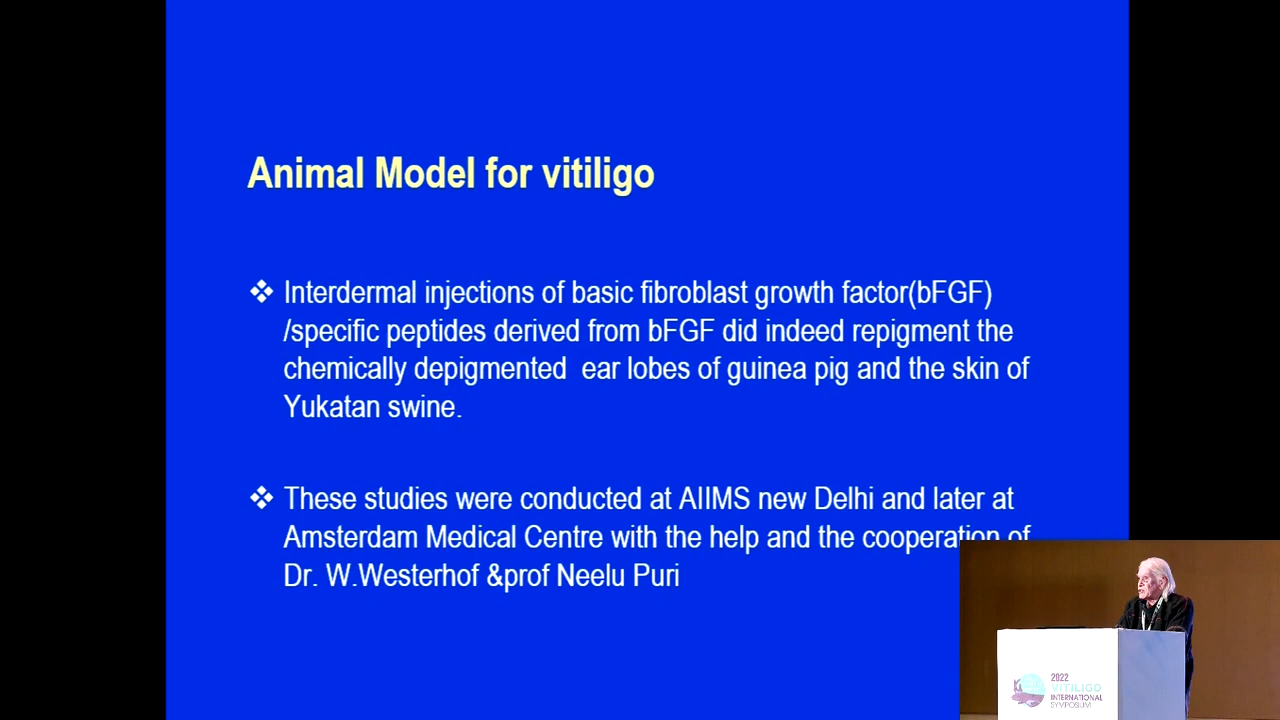 Animal Model for vitiligo
❖ Interdermal injections of basic fibroblast growth factor(bFGF)
/specific peptides derived from bFGF did indeed repigment the
chemically depigmented  ear lobes of guinea pig and the skin of
Yukatan swine.
❖ These studies were conducted at AIIMS new Delhi and later at
Amsterdam Medical Centre with the help and the cooperation of
Dr. W.Westerhof &prof Neelu Puri
2022
VITILIGO
INTERNATIONAL
SYMPOSIUM